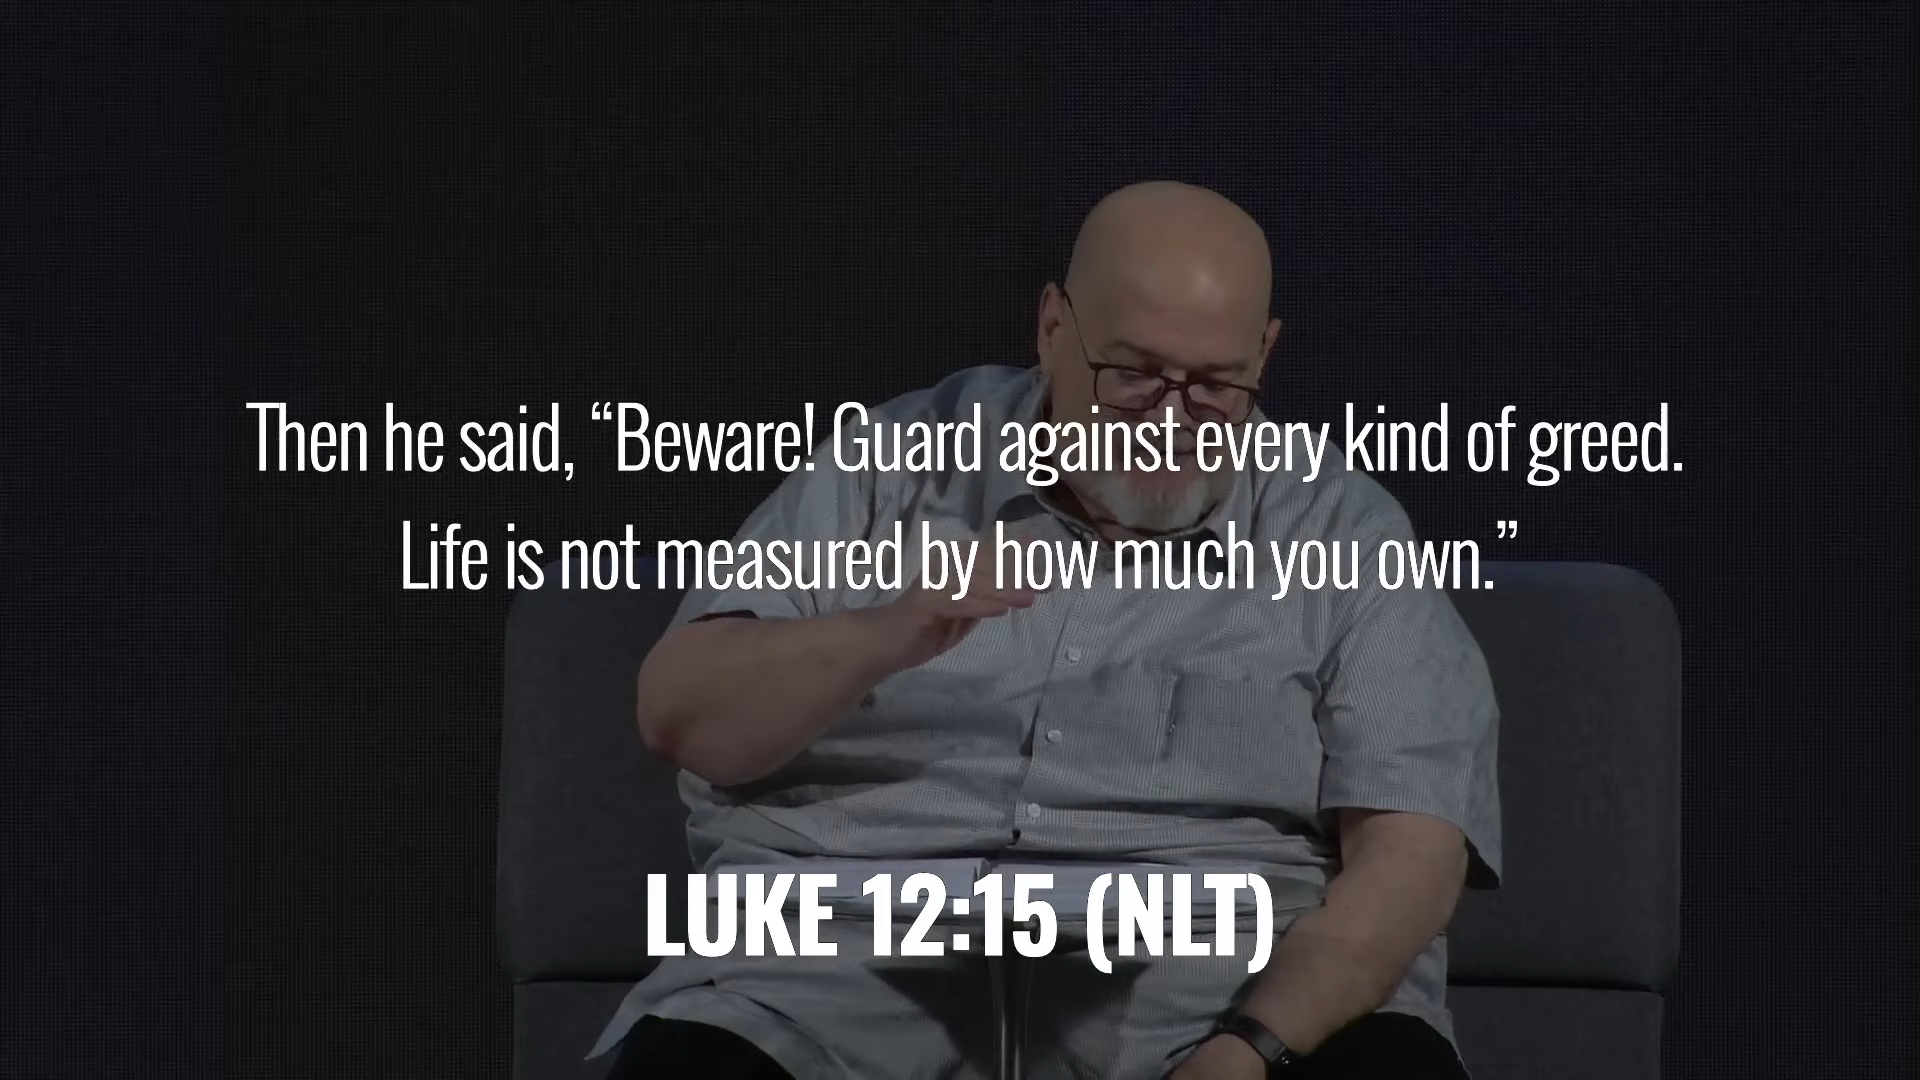 Then he said, “Beware! Guard against every kind of greed.
Life is not measured by how much you own.”
LUKE 12:15 (NLT)